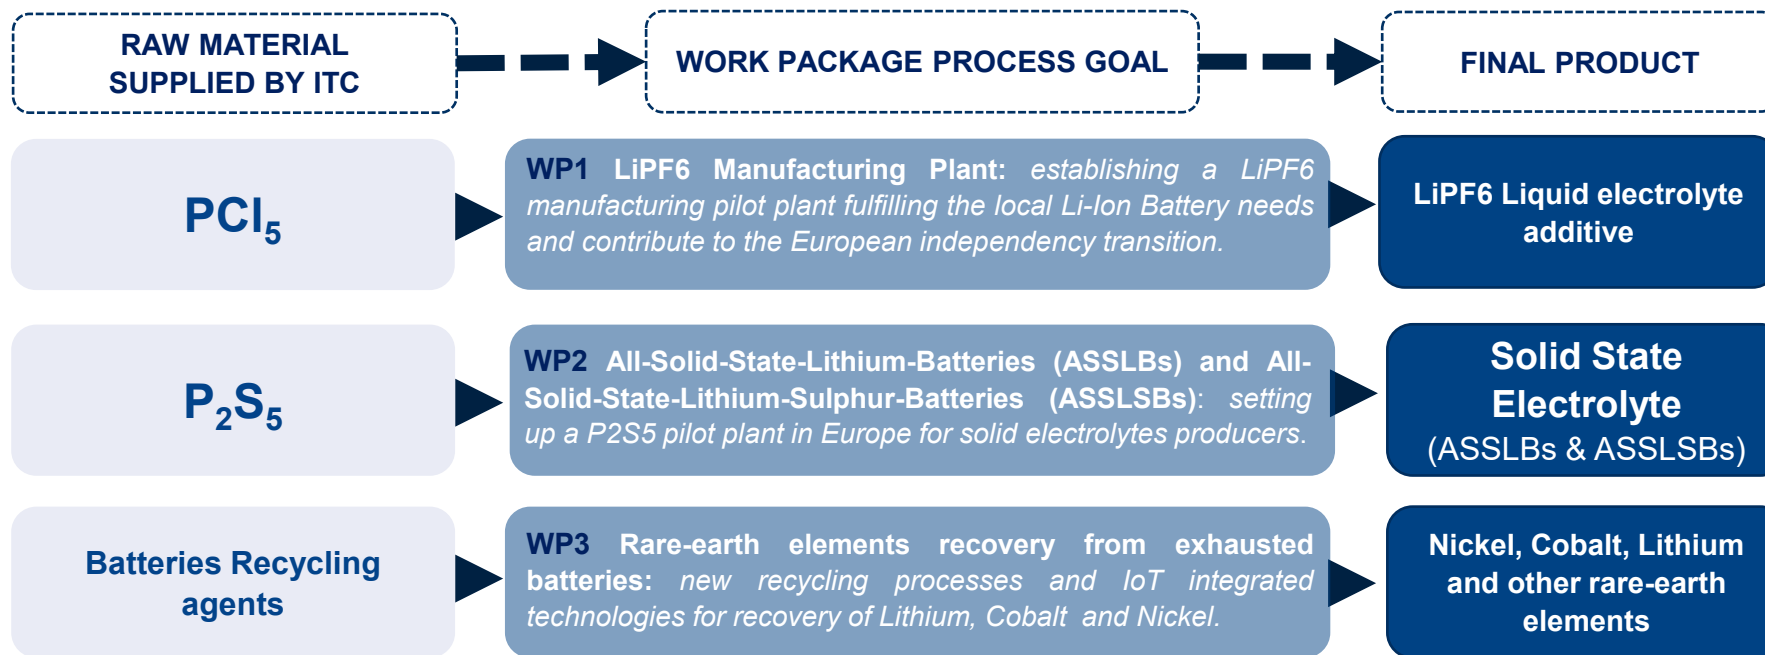 RAW MATERIAL
SUPPLIED BY ITC
WORK PACKAGE PROCESS GOAL
FINAL PRODUCT
PCl₅
WP1 LiPF6 Manufacturing Plant: establishing a LiPF6
manufacturing pilot plant fulfilling the local Li-Ion Battery needs
and contribute to the European independency transition.
LiPF6 Liquid electrolyte
additive
P₂S₅
WP2 All-Solid-State-Lithium-Batteries (ASSLBs) and All-
Solid-State-Lithium-Sulphur-Batteries (ASSLSBs): setting
up a P2S5 pilot plant in Europe for solid electrolytes producers.
Solid State
Electrolyte
(ASSLBs & ASSLSBs)
Batteries Recycling
agents
WP3 Rare-earth elements recovery from exhausted
batteries: new recycling processes and IoT integrated
technologies for recovery of Lithium, Cobalt and Nickel.
Nickel, Cobalt, Lithium
and other rare-earth
elements